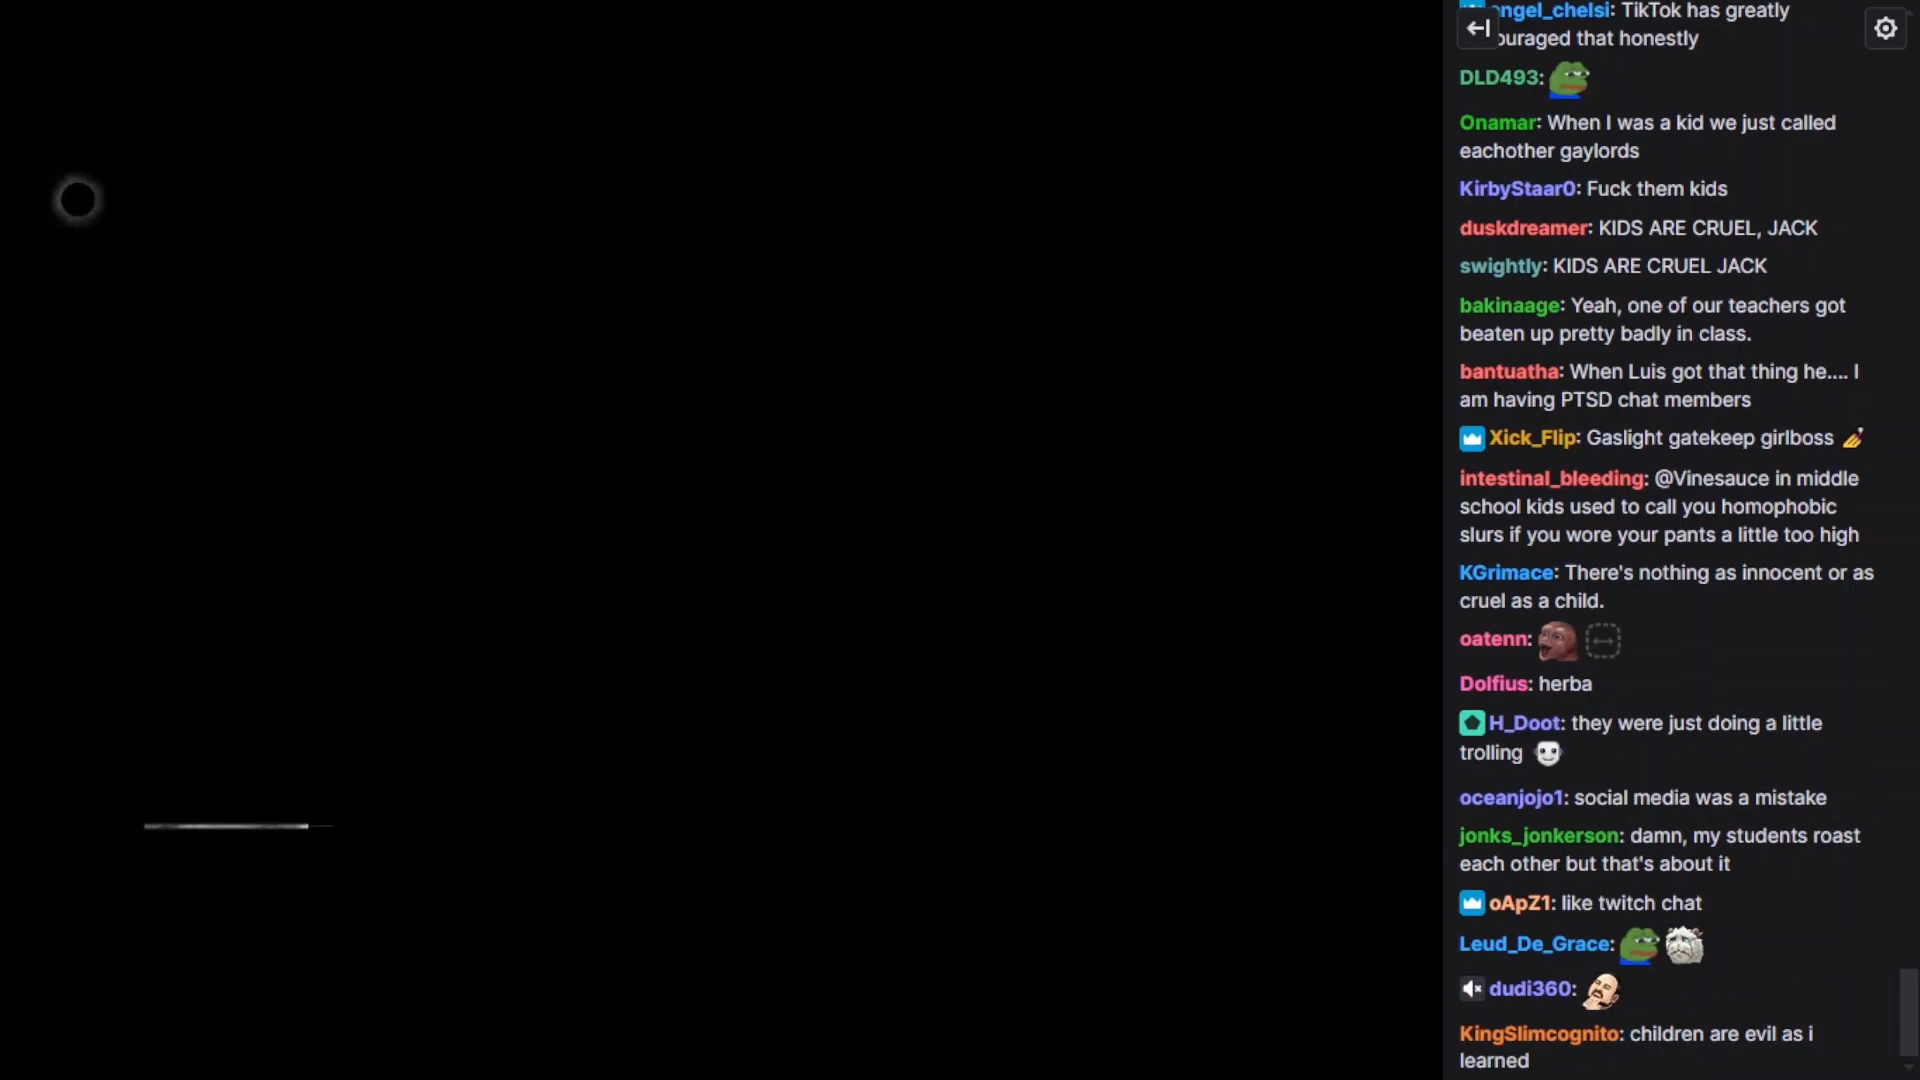 angel_chelsi: TikTok has greatly
ouraged that honestly
DLD493:
Onamar: When I was a kid we just called
eachother gaylords
KirbyStaar0: Fuck them kids
duskdreamer: KIDS ARE CRUEL, JACK
swightly: KIDS ARE CRUEL JACK
bakinaage: Yeah, one of our teachers got
beaten up pretty badly in class.
bantuatha: When Luis got that thing he.... I
am having PTSD chat members
Xick_Flip: Gaslight gatekeep girlboss 💅
intestinal_bleeding: @Vinesauce in middle
school kids used to call you homophobic
slurs if you wore your pants a little too high
KGrimace: There's nothing as innocent or as
cruel as a child.
oatenn:
Dolfius: herba
H_Doot: they were just doing a little
trolling
oceanjojo1: social media was a mistake
jonks_jonkerson: damn, my students roast
each other but that's about it
oApZ1: like twitch chat
Leud_De_Grace:
dudi360:
KingSlimcognito: children are evil as i
learned